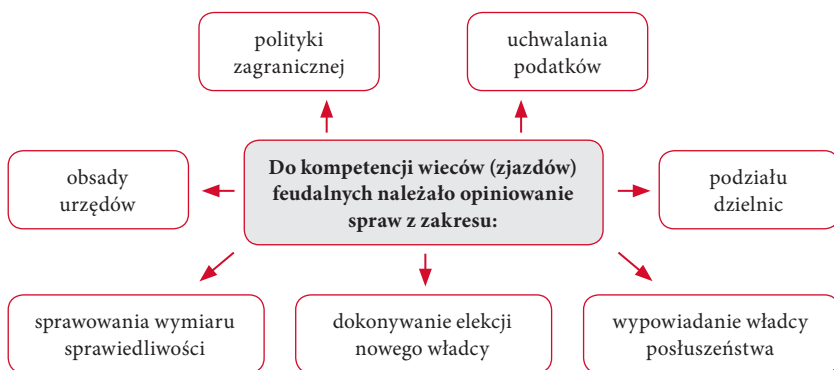 polityki
zagranicznej
uchwalania
podatków
Do kompetencji wieców (zjazdów)
feudalnych należało opiniowanie
spraw z zakresu:
obsady
urzędów
podziału
dzielnic
sprawowania wymiaru
sprawiedliwości
dokonywanie elekcji
nowego władcy
wypowiadanie władcy
posłuszeństwa